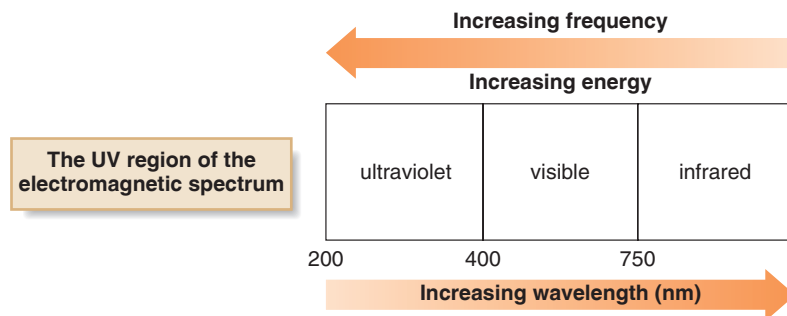 Increasing frequency
Increasing energy
The UV region of the
electromagnetic spectrum
ultraviolet visible infrared
200 400 750
Increasing wavelength (nm)